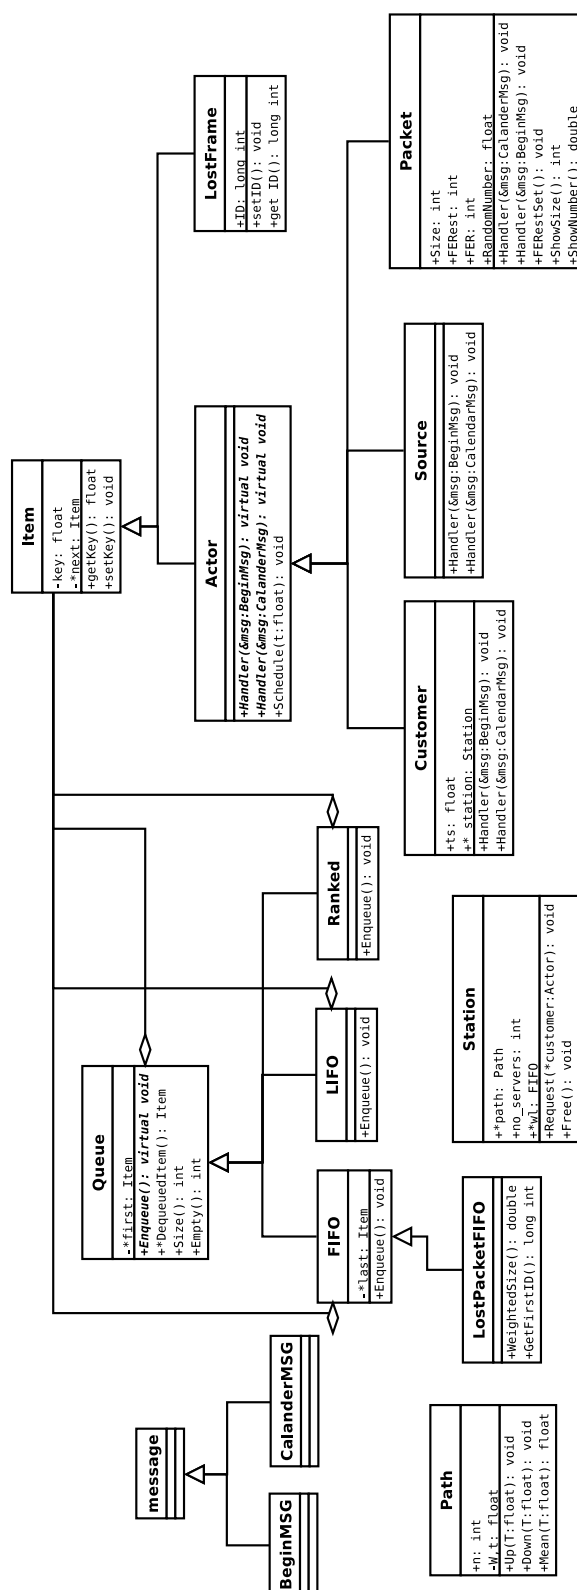 Item
-key: float
-*next: Item
+getKey(): float
+setKey(): void
Queue
-*first: Item
+Enqueue(): virtual void
+*DequeuedItem(): Item
+Size(): int
+Empty(): int
message
Actor
+Handler(&msg:BeginMsg): virtual void
+Handler(&msg:CalanderMsg): virtual void
+Schedule(t:float): void
LostFrame
+ID: long int
+setID(): void
+get ID(): long int
BeginMSG
CalanderMSG
FIFO
-*last: Item
+Enqueue(): void
LIFO
+Enqueue(): void
Ranked
+Enqueue(): void
Customer
+ts: float
+* station: Station
+Handler(&msg:BeginMsg): void
+Handler(&msg:CalendarMsg): void
Source
+Handler(&msg:BeginMsg): void
+Handler(&msg:CalendarMsg): void
Packet
+Size: int
+FERest: int
+FER: int
+RandomNumber: float
+Handler(&msg:CalanderMsg): void
+Handler(&msg:BeginMsg): void
+FERestSet(): void
+ShowSize(): int
+ShowNumber(): double
Path
+n: int
-W,t: float
+Up(T:float): void
+Down(T:float): void
+Mean(T:float): float
LostPacketFIFO
+WeightedSize(): double
+GetFirstID(): long int
Station
+*path: Path
+no_servers: int
+*wl: FIFO
+Request(*customer:Actor): void
+Free(): void